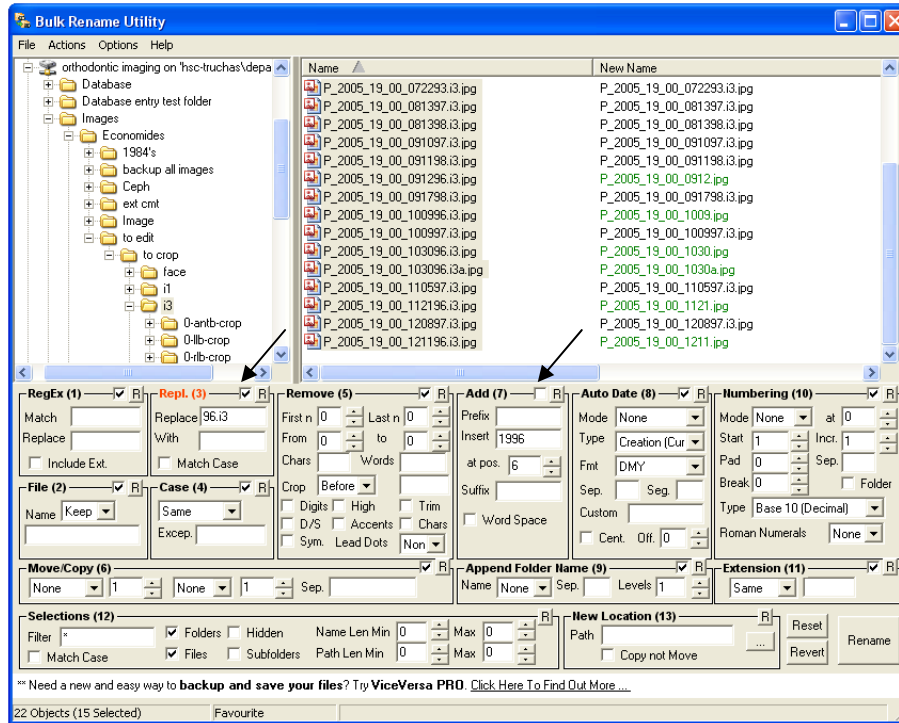 Bulk Rename Utility
File Actions Options Help
orthodontic imaging on 'hsc-truchas\depa
Database
Database entry test folder
Images
Economides
1984's
backup all images
Ceph
ext cmt
Image
to edit
to crop
face
i1
i3
0-antb-crop
0-llb-crop
0-rlb-crop
Name New Name
P_2005_19_00_072293.i3.jpg P_2005_19_00_072293.i3.jpg
P_2005_19_00_081397.i3.jpg P_2005_19_00_081397.i3.jpg
P_2005_19_00_081398.i3.jpg P_2005_19_00_081398.i3.jpg
P_2005_19_00_091097.i3.jpg P_2005_19_00_091097.i3.jpg
P_2005_19_00_091198.i3.jpg P_2005_19_00_091198.i3.jpg
P_2005_19_00_091296.i3.jpg P_2005_19_00_0912.jpg
P_2005_19_00_091798.i3.jpg P_2005_19_00_091798.i3.jpg
P_2005_19_00_100996.i3.jpg P_2005_19_00_1009.jpg
P_2005_19_00_100997.i3.jpg P_2005_19_00_100997.i3.jpg
P_2005_19_00_103096.i3.jpg P_2005_19_00_1030.jpg
P_2005_19_00_103096.i3a.jpg P_2005_19_00_1030a.jpg
P_2005_19_00_110597.i3.jpg P_2005_19_00_110597.i3.jpg
P_2005_19_00_112196.i3.jpg P_2005_19_00_1121.jpg
P_2005_19_00_120897.i3.jpg P_2005_19_00_120897.i3.jpg
P_2005_19_00_121196.i3.jpg P_2005_19_00_1211.jpg
RegEx (1) R
Match
Replace
Include Ext.
Repl. (3) R
Replace 96.i3
With
Match Case
Remove (5) R
First n 0 Last n 0
From 0 to 0
Chars Words
Crop Before
Digits High Trim
D/S Accents Chars
Sym. Lead Dots Non
Add (7) R
Prefix
Insert 1996
at pos. 6
Suffix
Word Space
Auto Date (8) R
Mode None
Type Creation (Cur
Fmt DMY
Sep. Seg.
Custom
Cent. Off. 0
Numbering (10) R
Mode None at 0
Start 1 Incr. 1
Pad 0 Sep.
Break 0 Folder
Type Base 10 (Decimal)
Roman Numerals None
File (2) R
Name Keep
Case (4) R
Same
Excep.
Move/Copy (6) R
None 1 None 1 Sep.
Append Folder Name (9) R
Name None Sep. Levels 1
Extension (11) R
Same
Selections (12) R
Filter * Folders Hidden Name Len Min 0 Max 0
Match Case Files Subfolders Path Len Min 0 Max 0
New Location (13) R
Path ...
Copy not Move
Reset
Revert
Rename
** Need a new and easy way to backup and save your files? Try ViceVersa PRO. Click Here To Find Out More ...
22 Objects (15 Selected) Favourite